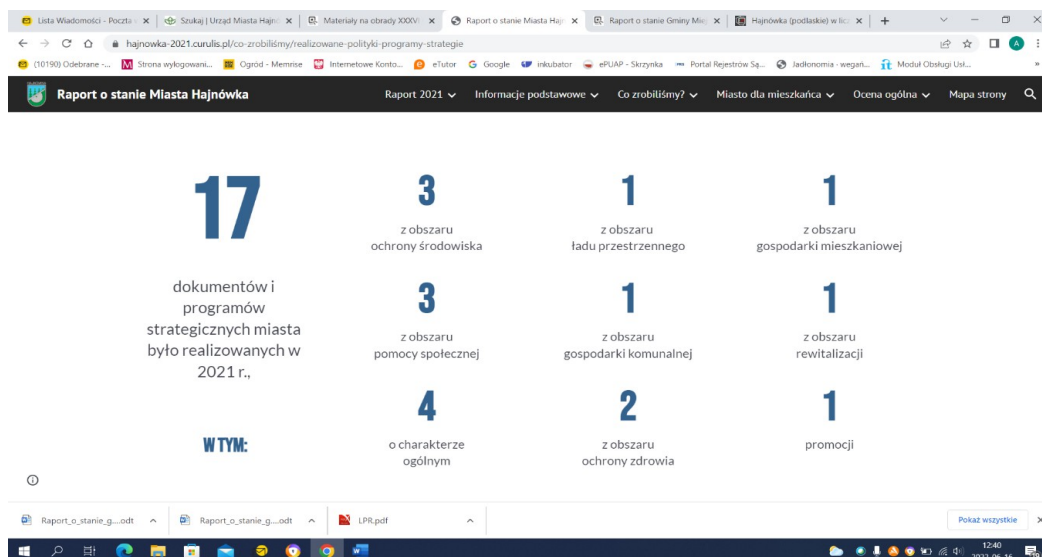 Lista Wiadomości - Poczta
Szukaj | Urząd Miasta Hajn
Materiały na obrady XXXV
Raport o stanie Miasta Haj
Raport o stanie Gminy Miej
Hajnówka (podlaskie) w licz
hajnowka-2021.curulis.pl/co-zrobiliśmy/realizowane-polityki-programy-strategie
(10190) Odebrane -...
Strona wylogowani...
Ogród - Memrise
Internetowe Konto...
eTutor
Google
inkubator
ePUAP - Skrzynka
Portal Rejestrów Są...
Jadłonomia · wegań...
Moduł Obsługi Usł...
Raport o stanie Miasta Hajnówka
Raport 2021
Informacje podstawowe
Co zrobiliśmy?
Miasto dla mieszkańca
Ocena ogólna
Mapa strony
17
dokumentów i
programów
strategicznych miasta
było realizowanych w
2021 r.,
W TYM:
3
z obszaru
ochrony środowiska
1
z obszaru
ładu przestrzennego
1
z obszaru
gospodarki mieszkaniowej
3
z obszaru
pomocy społecznej
1
z obszaru
gospodarki komunalnej
1
z obszaru
rewitalizacji
4
o charakterze
ogólnym
2
z obszaru
ochrony zdrowia
1
promocji
Raport_o_stanie_g....odt
Raport_o_stanie_g....odt
LPR.pdf
Pokaż wszystkie
12:40
2022-06-16